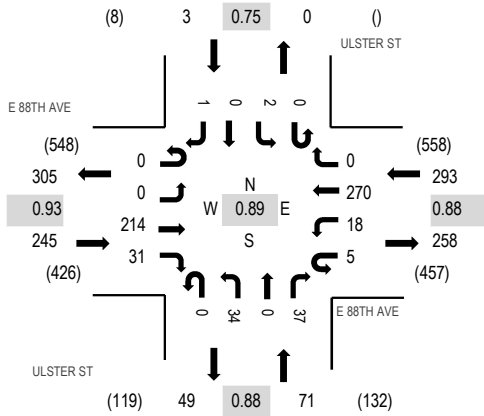 (8) 3 0.75 0 ()
ULSTER ST
E 88TH AVE
1 0 2 0
(548) (558)
305 0 0 293
0.93 0 N 270 0.88
W 0.89 E
245 214 S 18 258
(426) 31 5 (457)
0 34 0 37
E 88TH AVE
ULSTER ST
(119) 49 0.88 71 (132)